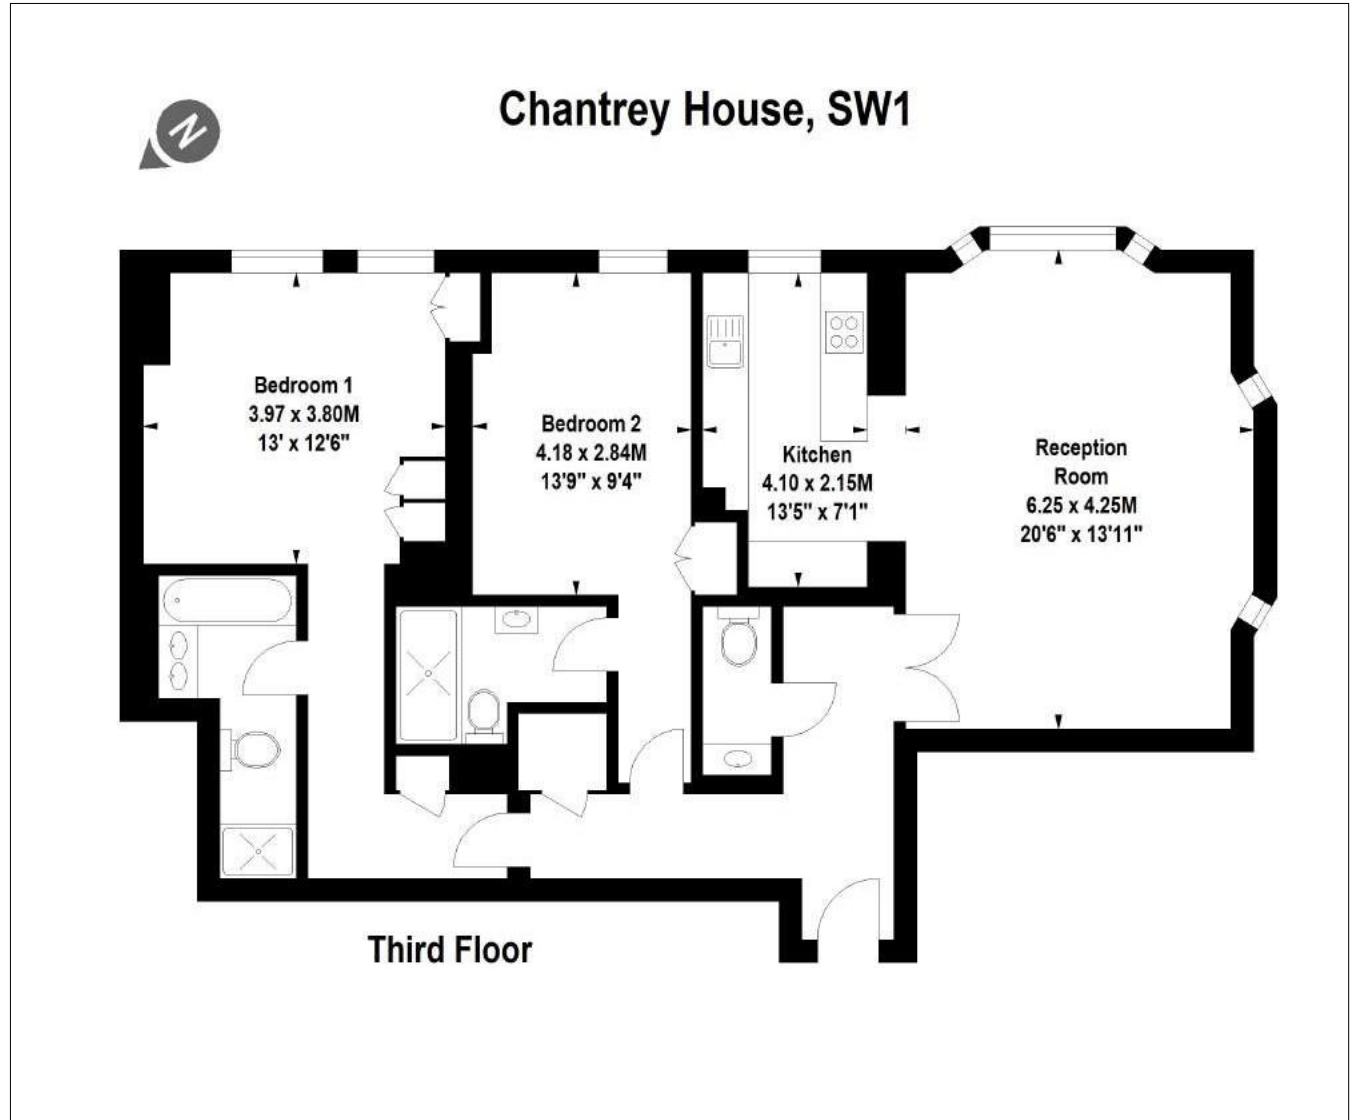 Chantrey House, SW1
N
Bedroom 1
3.97 x 3.80M
13' x 12'6"
Bedroom 2
4.18 x 2.84M
13'9" x 9'4"
Kitchen
4.10 x 2.15M
13'5" x 7'1"
Reception
Room
6.25 x 4.25M
20'6" x 13'11"
Third Floor